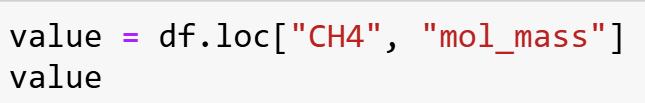 value = df.loc["CH4", "mol_mass"]
value